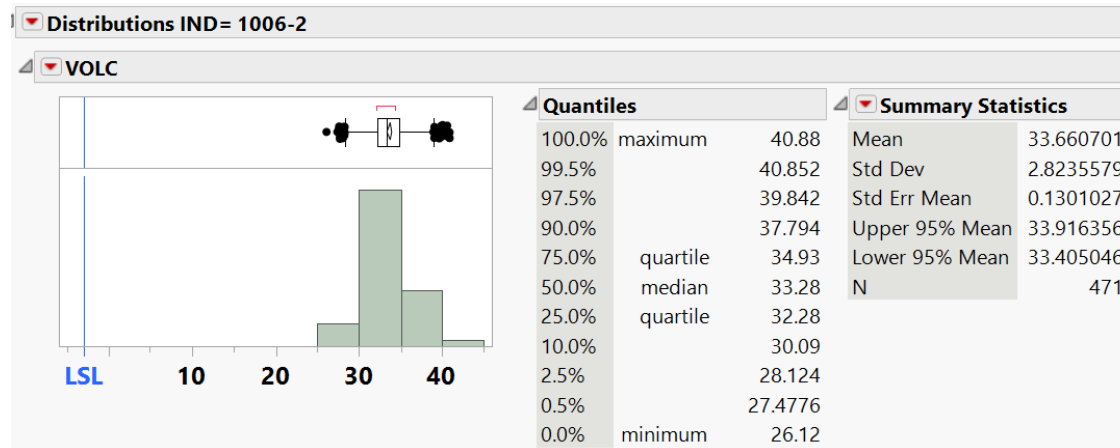 Distributions IND= 1006-2
VOLC
LSL 10 20 30 40
Quantiles
100.0% maximum 40.88
99.5% 40.852
97.5% 39.842
90.0% 37.794
75.0% quartile 34.93
50.0% median 33.28
25.0% quartile 32.28
10.0% 30.09
2.5% 28.124
0.5% 27.4776
0.0% minimum 26.12
Summary Statistics
Mean 33.660701
Std Dev 2.8235579
Std Err Mean 0.1301027
Upper 95% Mean 33.916356
Lower 95% Mean 33.405046
N 471